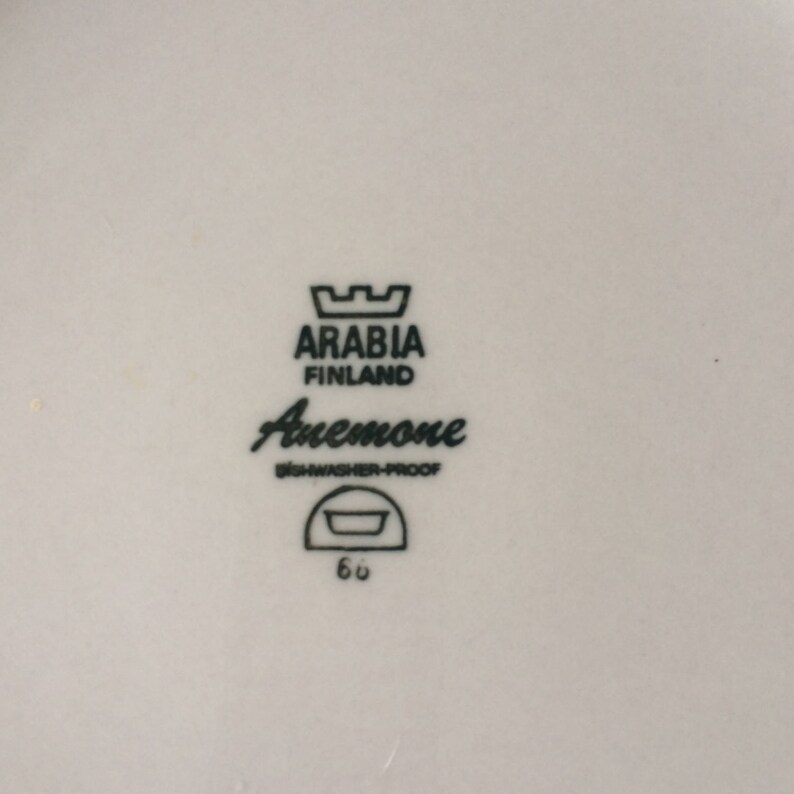 ARABIA
FINLAND
Anemone
DISHWASHER-PROOF
66